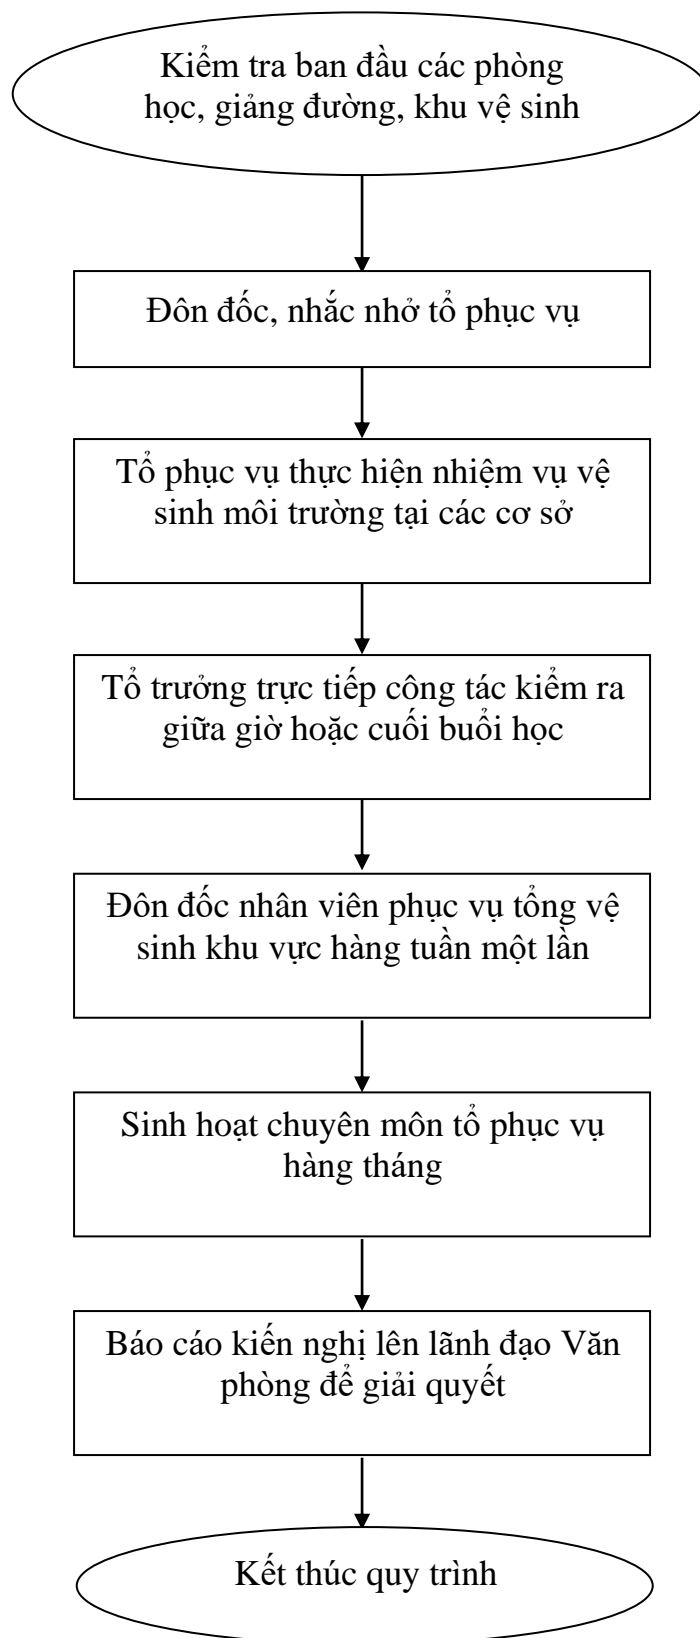 Kiểm tra ban đầu các phòng
học, giảng đường, khu vệ sinh
Đôn đốc, nhắc nhở tổ phục vụ
Tổ phục vụ thực hiện nhiệm vụ vệ
sinh môi trường tại các cơ sở
Tổ trưởng trực tiếp công tác kiểm ra
giữa giờ hoặc cuối buổi học
Đôn đốc nhân viên phục vụ tổng vệ
sinh khu vực hàng tuần một lần
Sinh hoạt chuyên môn tổ phục vụ
hàng tháng
Báo cáo kiến nghị lên lãnh đạo Văn
phòng để giải quyết
Kết thúc quy trình